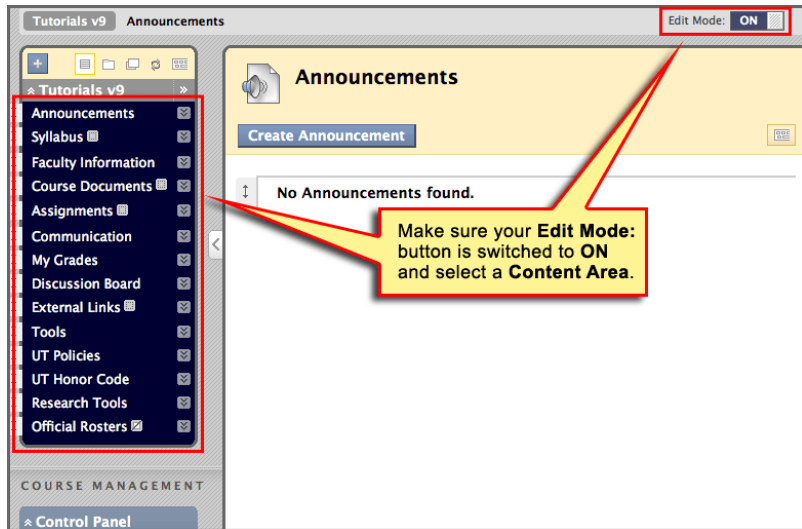 Tutorials v9 Announcements
Edit Mode: ON
Tutorials v9
Announcements
Syllabus
Faculty Information
Course Documents
Assignments
Communication
My Grades
Discussion Board
External Links
Tools
UT Policies
UT Honor Code
Research Tools
Official Rosters
COURSE MANAGEMENT
Control Panel
Announcements
Create Announcement
No Announcements found.
Make sure your Edit Mode:
button is switched to ON
and select a Content Area.